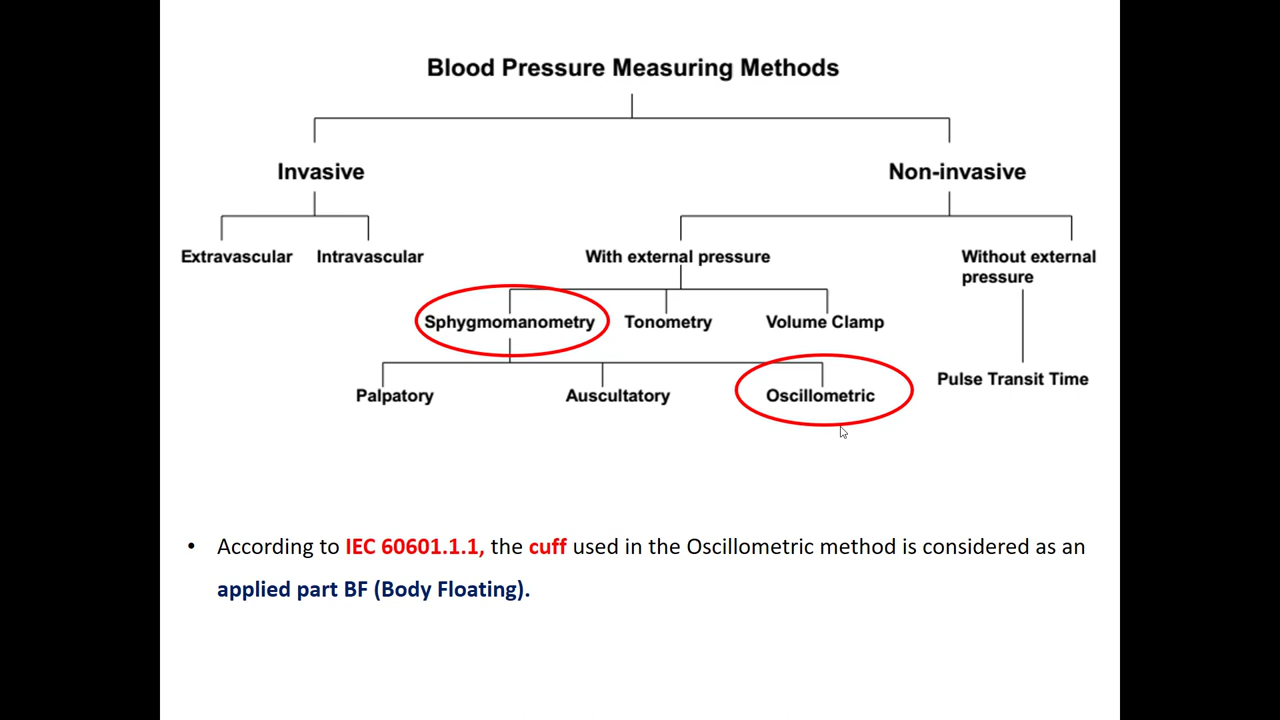 Blood Pressure Measuring Methods
Invasive
Non-invasive
Extravascular
Intravascular
With external pressure
Without external
pressure
Sphygmomanometry
Tonometry
Volume Clamp
Pulse Transit Time
Palpatory
Auscultatory
Oscillometric
• According to IEC 60601.1.1, the cuff used in the Oscillometric method is considered as an
applied part BF (Body Floating).